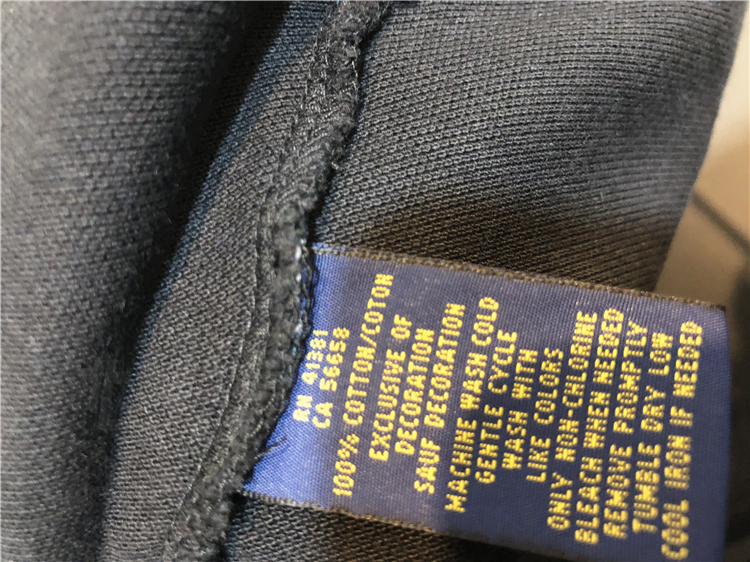 RN 41381
CA 56658
100% COTTON/COTON
EXCLUSIVE OF
DECORATION
SAUF DECORATION
MACHINE WASH COLD
GENTLE CYCLE
WASH WITH
LIKE COLORS
ONLY NON-CHLORINE
BLEACH WHEN NEEDED
REMOVE PROMPTLY
TUMBLE DRY LOW
COOL IRON IF NEEDED